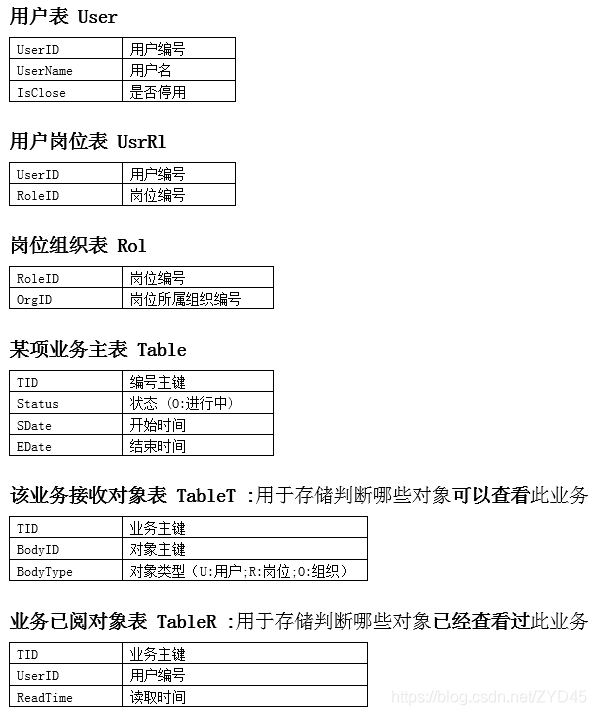 用户表 User
UserID 用户编号
UserName 用户名
IsClose 是否停用
用户岗位表 UsrRl
UserID 用户编号
RoleID 岗位编号
岗位组织表 Rol
RoleID 岗位编号
OrgID 岗位所属组织编号
某项业务主表 Table
TID 编号主键
Status 状态（0:进行中）
SDate 开始时间
EDate 结束时间
该业务接收对象表 TableT :用于存储判断哪些对象可以查看此业务
TID 业务主键
BodyID 对象主键
BodyType 对象类型（U:用户;R:岗位;O:组织）
业务已阅对象表 TableR :用于存储判断哪些对象已经查看过此业务
TID 业务主键
UserID 用户编号
ReadTime 读取时间
https://blog.csdn.net/ZYD45